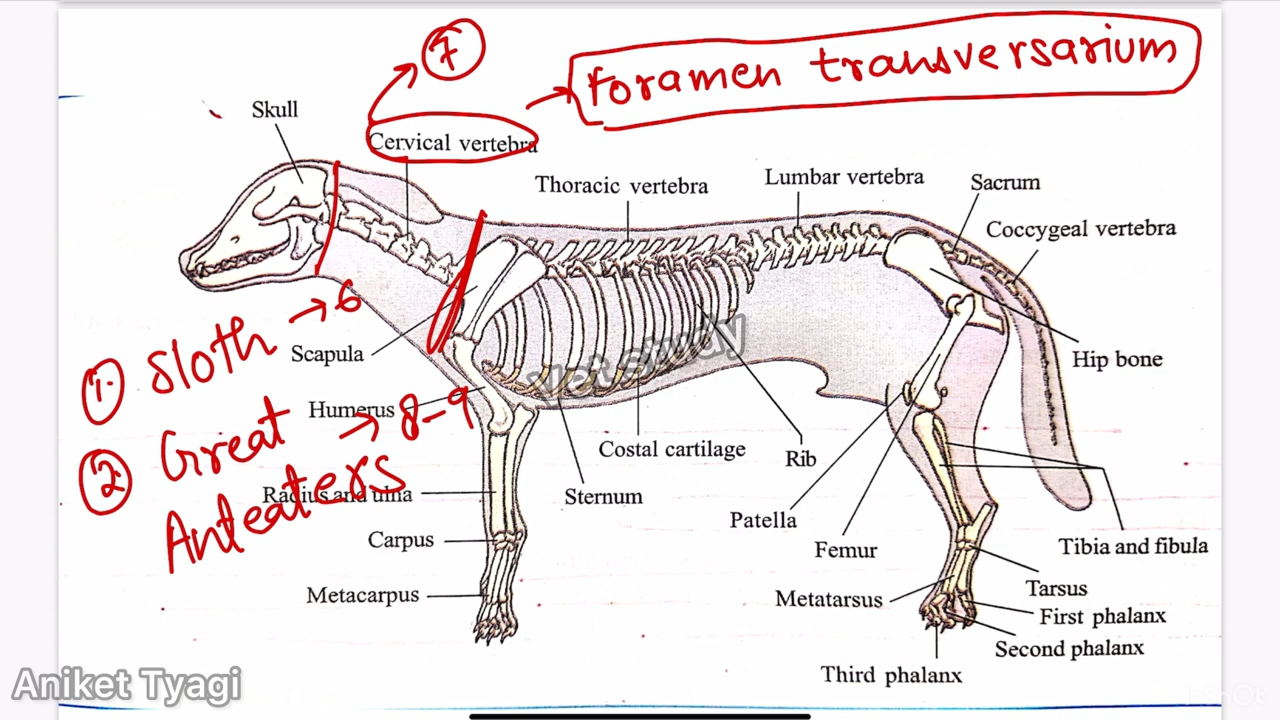 7
Foramen transversarium
Skull
Cervical vertebra
Thoracic vertebra
Lumbar vertebra
Sacrum
Coccygeal vertebra
1. Sloth → 6
Scapula
Hip bone
Humerus
2 Great → 8-9
Anteaters
Costal cartilage
Rib
Radius and ulna
Sternum
Patella
Carpus
Femur
Tibia and fibula
Metacarpus
Metatarsus
Tarsus
First phalanx
Second phalanx
Third phalanx
vet study
Aniket Tyagi